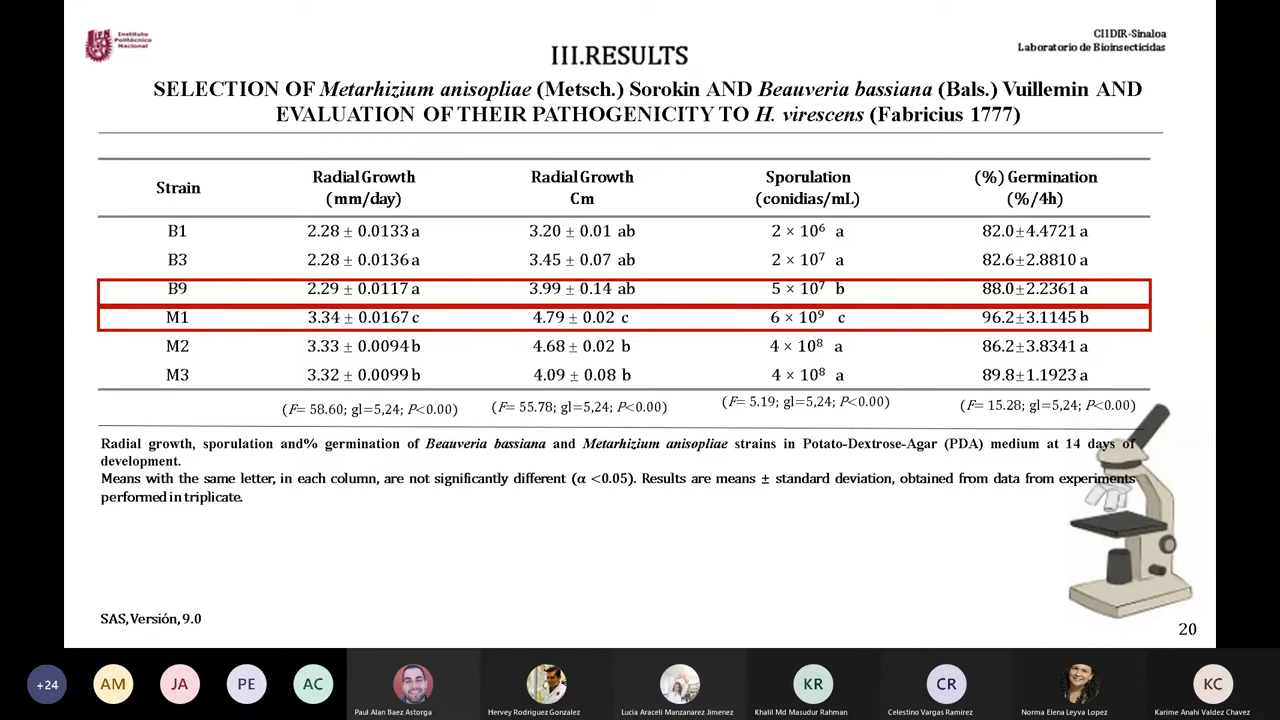 Instituto
Politécnico
Nacional
CIIDIR-Sinaloa
Laboratorio de Bioinsecticidas
III.RESULTS
SELECTION OF Metarhizium anisopliae (Metsch.) Sorokin AND Beauveria bassiana (Bals.) Vuillemin AND
EVALUATION OF THEIR PATHOGENICITY TO H. virescens (Fabricius 1777)
Strain Radial Growth (mm/day) Radial Growth Cm Sporulation (conidias/mL) (%) Germination (%/4h)
B1 2.28 ± 0.0133 a 3.20 ± 0.01 ab 2 × 10⁶ a 82.0±4.4721 a
B3 2.28 ± 0.0136 a 3.45 ± 0.07 ab 2 × 10⁷ a 82.6±2.8810 a
B9 2.29 ± 0.0117 a 3.99 ± 0.14 ab 5 × 10⁷ b 88.0±2.2361 a
M1 3.34 ± 0.0167 c 4.79 ± 0.02 c 6 × 10⁹ c 96.2±3.1145 b
M2 3.33 ± 0.0094 b 4.68 ± 0.02 b 4 × 10⁸ a 86.2±3.8341 a
M3 3.32 ± 0.0099 b 4.09 ± 0.08 b 4 × 10⁸ a 89.8±1.1923 a
(F= 58.60; gl=5,24; P<0.00) (F= 55.78; gl=5,24; P<0.00) (F= 5.19; gl=5,24; P<0.00) (F= 15.28; gl=5,24; P<0.00)
Radial growth, sporulation and% germination of Beauveria bassiana and Metarhizium anisopliae strains in Potato-Dextrose-Agar (PDA) medium at 14 days of
development.
Means with the same letter, in each column, are not significantly different (α <0.05). Results are means ± standard deviation, obtained from data from experiments
performed in triplicate.
SAS, Versión, 9.0
20
+24 AM JA PE AC KR CR KC
Paul Alan Baez Astorga Hervey Rodriguez Gonzalez Lucia Araceli Manzanarez Jimenez Khalil Md Masudur Rahman Celestino Vargas Ramirez Norma Elena Leyva Lopez Karime Anahi Valdez Chavez